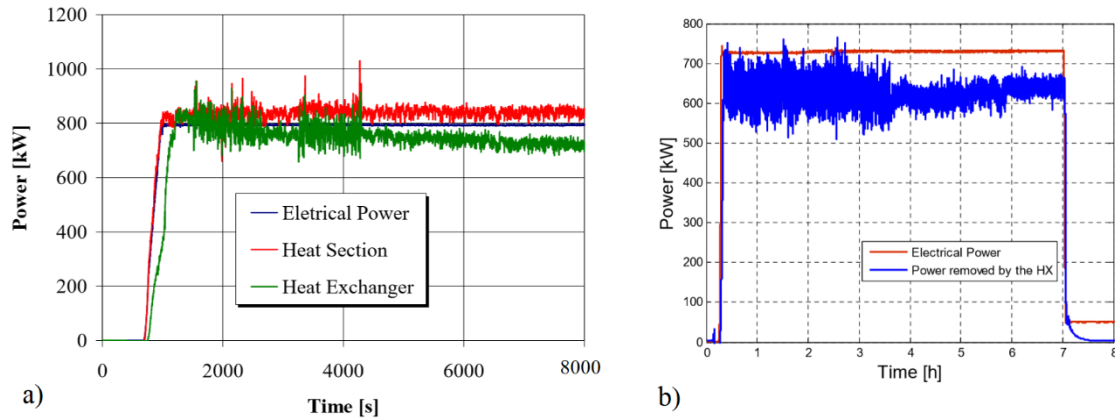 Power [kW]
1200
1000
800
600
400
200
0
Eletrical Power
Heat Section
Heat Exchanger
0 2000 4000 6000 8000
Time [s]
a)
Power [kW]
800
700
600
500
400
300
200
100
0
Electrical Power
Power removed by the HX
0 1 2 3 4 5 6 7 8
Time [h]
b)